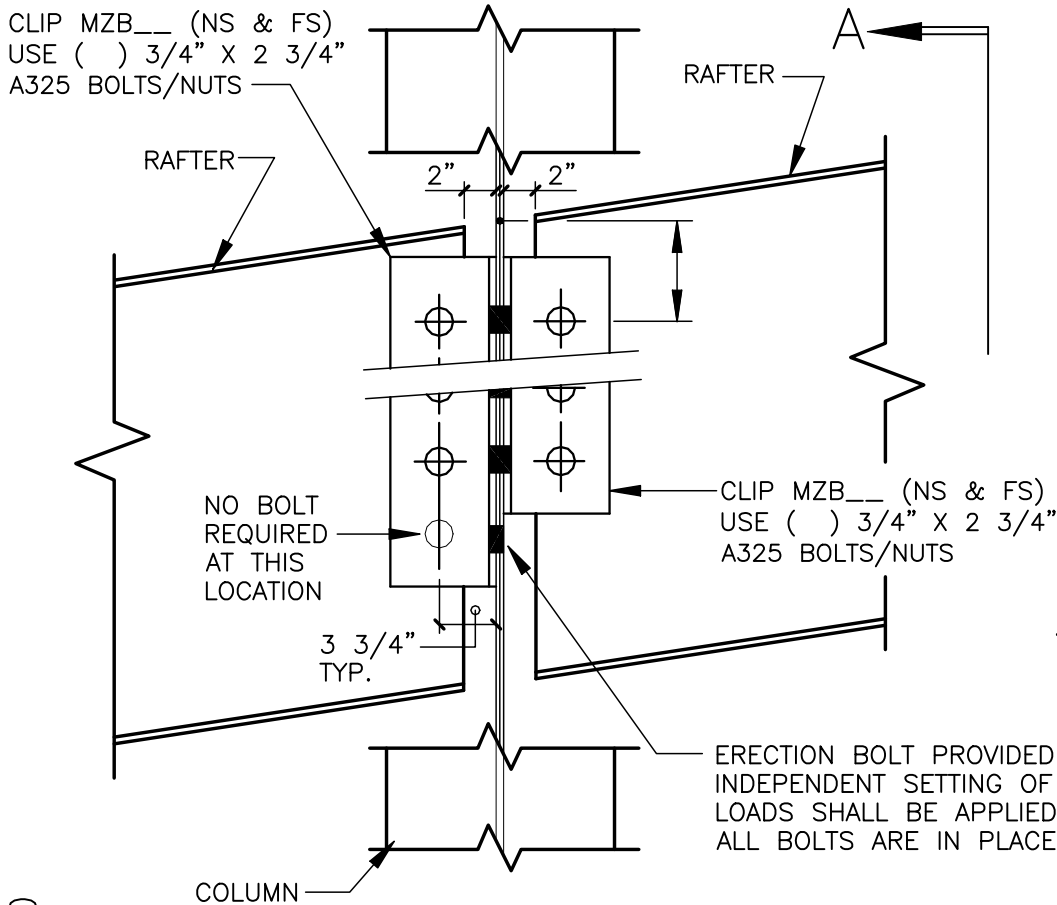 CLIP MZB__ (NS & FS)
USE ( ) 3/4" X 2 3/4"
A325 BOLTS/NUTS
A
RAFTER
RAFTER
2"
2"
NO BOLT
REQUIRED
AT THIS
LOCATION
CLIP MZB__ (NS & FS)
USE ( ) 3/4" X 2 3/4"
A325 BOLTS/NUTS
3 3/4"
TYP.
ERECTION BOLT PROVIDED
INDEPENDENT SETTING OF
LOADS SHALL BE APPLIED
ALL BOLTS ARE IN PLACE
COLUMN